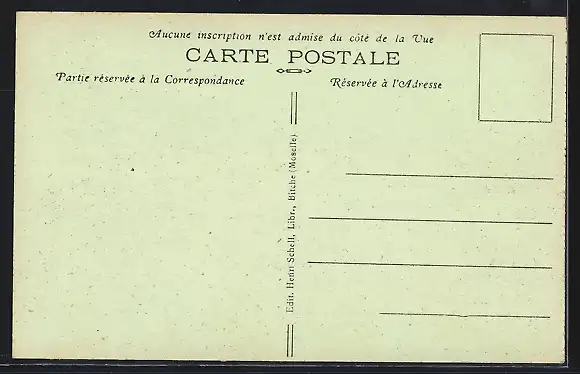 Aucune inscription n'est admise du côté de la Vue
CARTE POSTALE
Partie réservée à la Correspondance
Réservée à l'Adresse
Edit. Henri Schell, Libr., Bitche (Moselle)